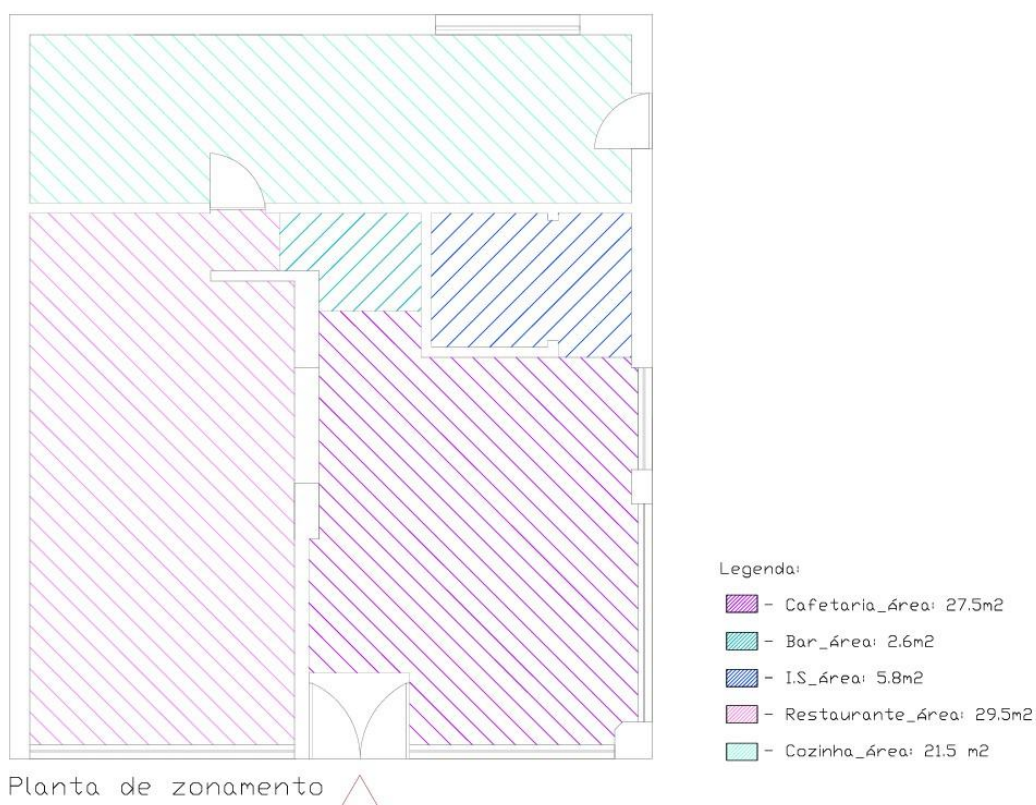 Legenda:
- Cafetaria_área: 27.5m2
- Bar_área: 2.6m2
- I.S_área: 5.8m2
- Restaurante_área: 29.5m2
- Cozinha_área: 21.5 m2
Planta de zonamento